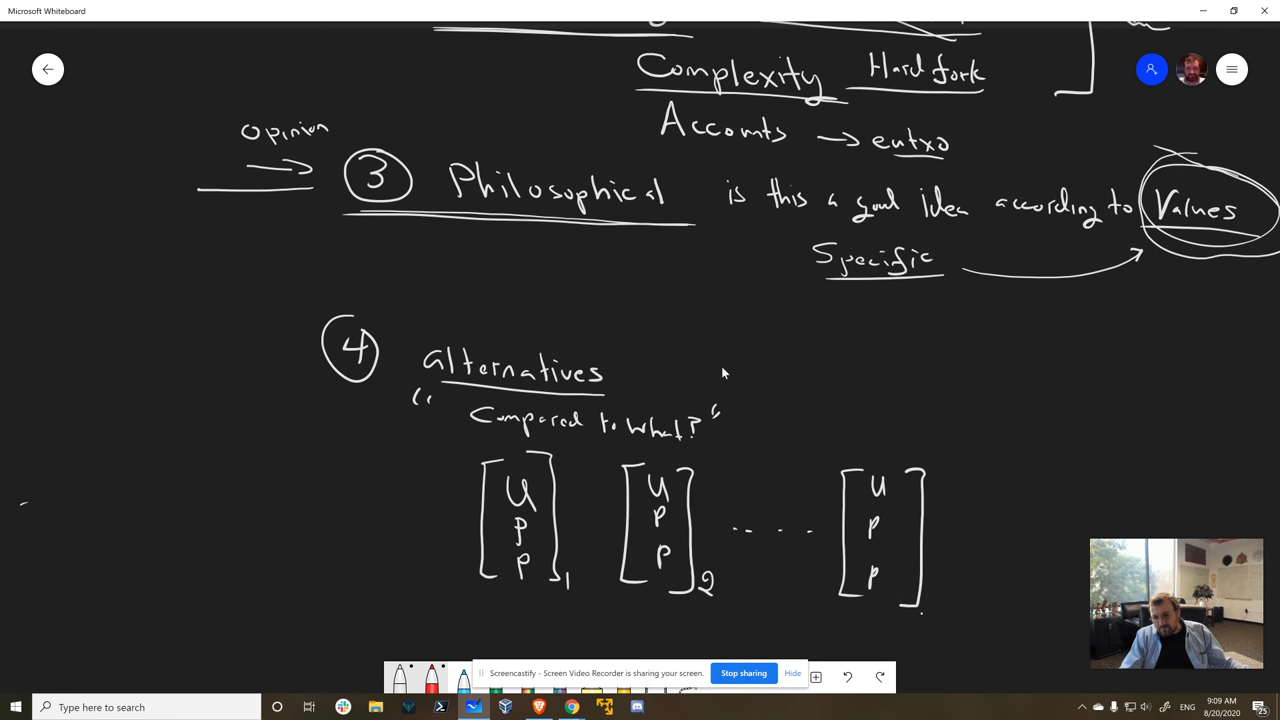 Microsoft Whiteboard
Complexity Hardfork
Accounts → eutxo
Opinion
3 Philosophical is this a good idea according to Values
Specific
4
alternatives
"Compared to what?"
U U U
P P P
P P P
1 2
Screencastify - Screen Video Recorder is sharing your screen. Stop sharing Hide
Type here to search
ENG
9:09 AM
8/20/2020
25